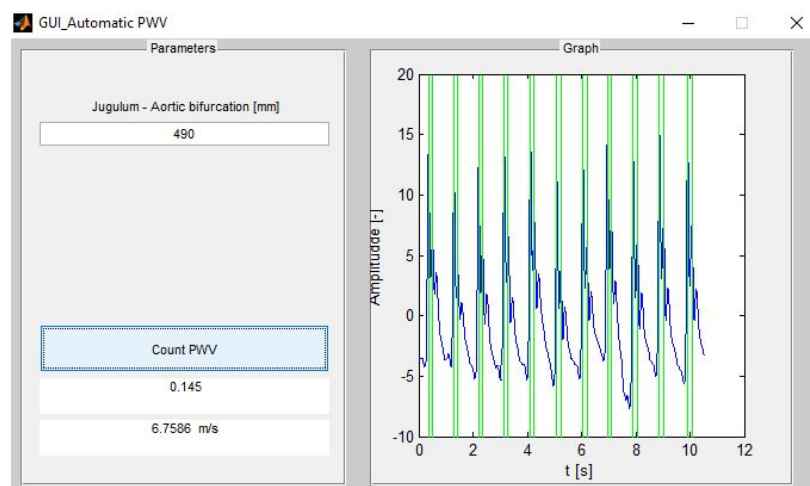 GUI_Automatic PWV
Parameters
Jugulum - Aortic bifurcation [mm]
490
Count PWV
0.145
6.7586 m/s
Graph
Amplitudde [-]
20
15
10
5
0
-5
-10
0 2 4 6 8 10 12
t [s]